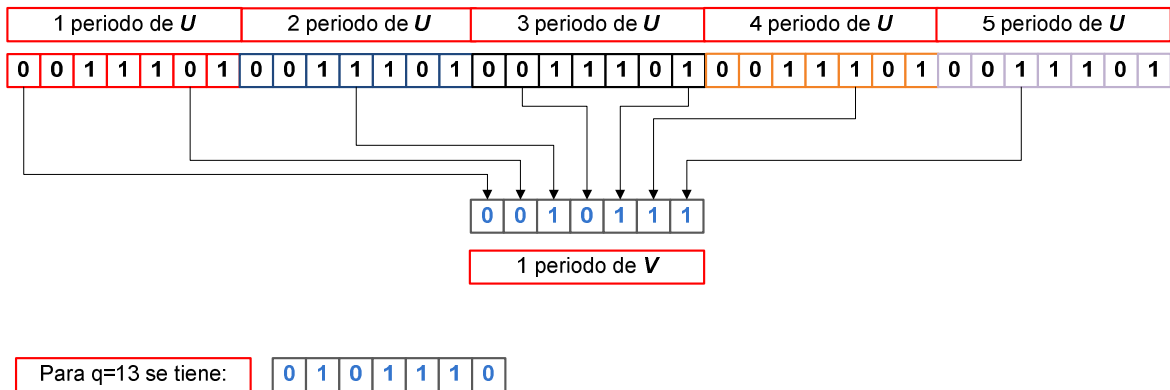 1 periodo de U 2 periodo de U 3 periodo de U 4 periodo de U 5 periodo de U
0 0 1 1 1 0 1 0 0 1 1 1 0 1 0 0 1 1 1 0 1 0 0 1 1 1 0 1 0 0 1 1 1 0 1
0 0 1 0 1 1 1
1 periodo de V
Para q=13 se tiene: 0 1 0 1 1 1 0